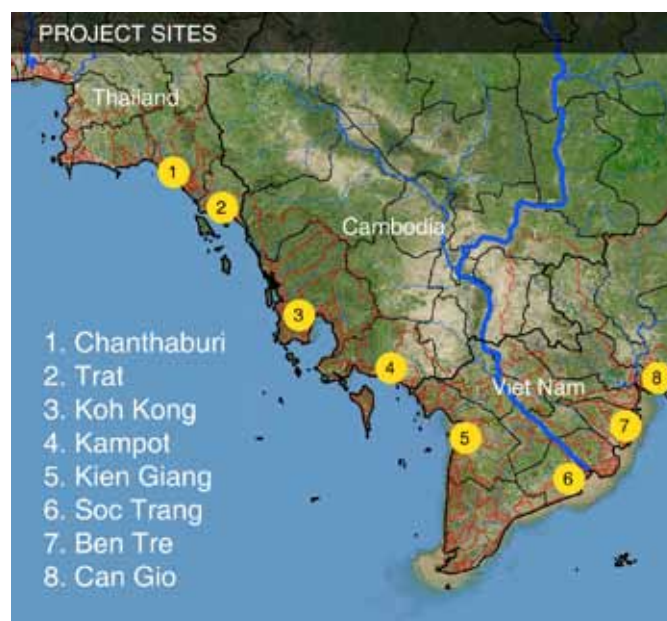 PROJECT SITES
Thailand
1
2
Cambodia
3
4
Viet Nam
8
5
7
6
1. Chanthaburi
2. Trat
3. Koh Kong
4. Kampot
5. Kien Giang
6. Soc Trang
7. Ben Tre
8. Can Gio